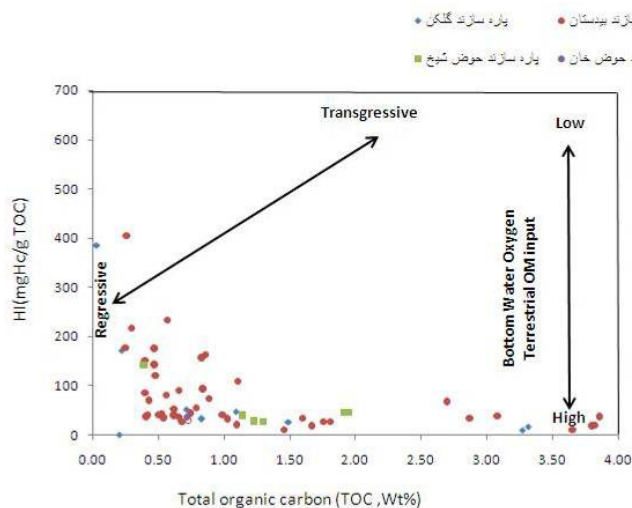 پاره سازند گلکن
سازند بیدستان
پاره سازند حوض شیخ
حوض خان
700
600
500
400
300
200
100
0
HI(mgHc/g TOC)
Transgressive
Regressive
Low
Bottom Water Oxygen
Terrestrial OM input
High
0.00 0.50 1.00 1.50 2.00 2.50 3.00 3.50 4.00
Total organic carbon (TOC ,Wt%)